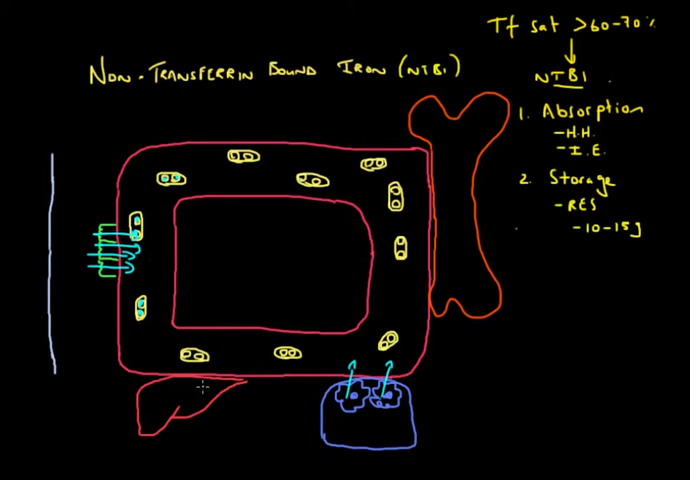 Tf sat >60-70%
NON-TRANSFERRIN BOUND IRON (NTBI)
NTBI
1. Absorption
-H.H.
-I.E.
2. Storage
-RES
-10-15g